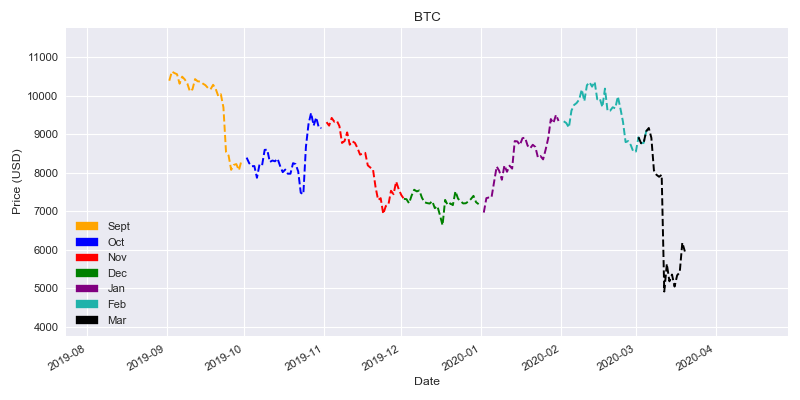 BTC
Price (USD)
11000
10000
9000
8000
7000
6000
5000
4000
Sept
Oct
Nov
Dec
Jan
Feb
Mar
2019-08
2019-09
2019-10
2019-11
2019-12
2020-01
2020-02
2020-03
2020-04
Date